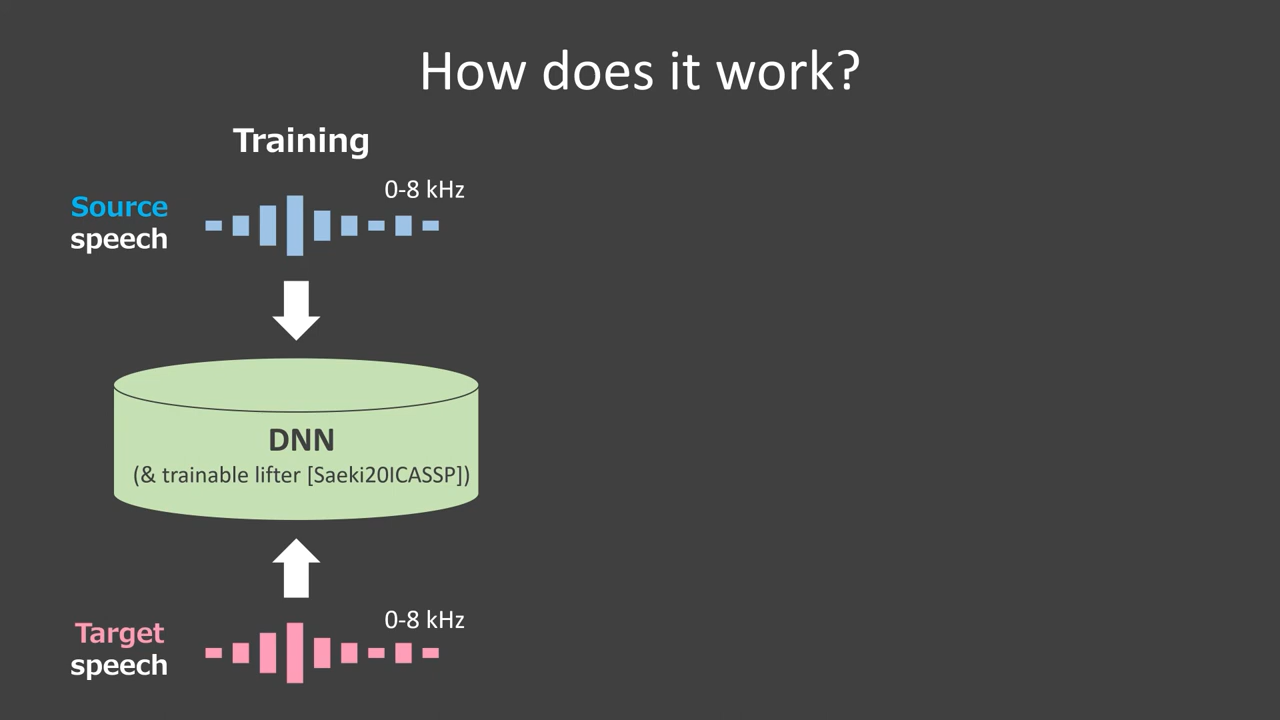 How does it work?
Training
0-8 kHz
Source
speech
DNN
(& trainable lifter [Saeki20ICASSP])
0-8 kHz
Target
speech